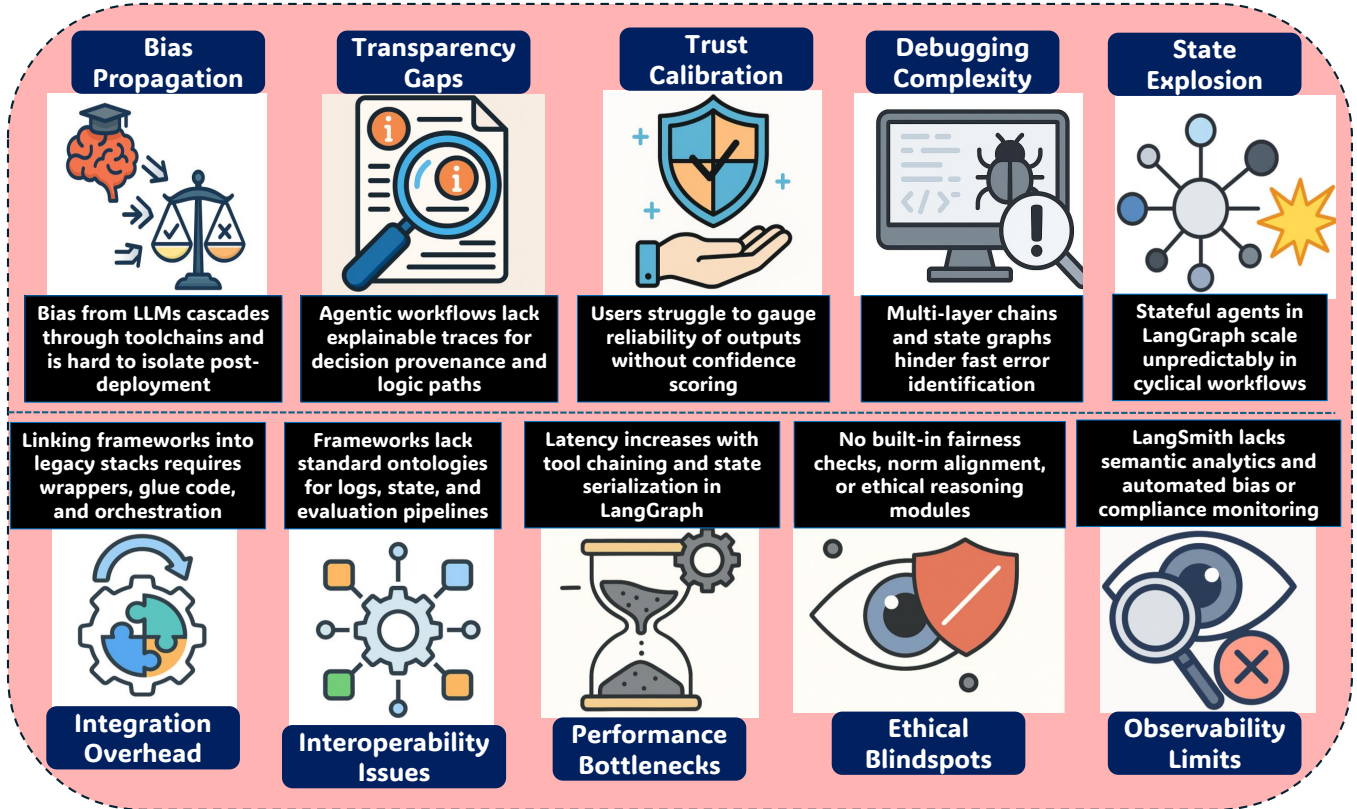 Bias
Propagation
Transparency
Gaps
Trust
Calibration
Debugging
Complexity
State
Explosion
Bias from LLMs cascades
through toolchains and
is hard to isolate post-
deployment
Agentic workflows lack
explainable traces for
decision provenance and
logic paths
Users struggle to gauge
reliability of outputs
without confidence
scoring
Multi-layer chains
and state graphs
hinder fast error
identification
Stateful agents in
LangGraph scale
unpredictably in
cyclical workflows
Linking frameworks into
legacy stacks requires
wrappers, glue code,
and orchestration
Frameworks lack
standard ontologies
for logs, state, and
evaluation pipelines
Latency increases with
tool chaining and state
serialization in
LangGraph
No built-in fairness
checks, norm alignment,
or ethical reasoning
modules
LangSmith lacks
semantic analytics and
automated bias or
compliance monitoring
Integration
Overhead
Interoperability
Issues
Performance
Bottlenecks
Ethical
Blindspots
Observability
Limits